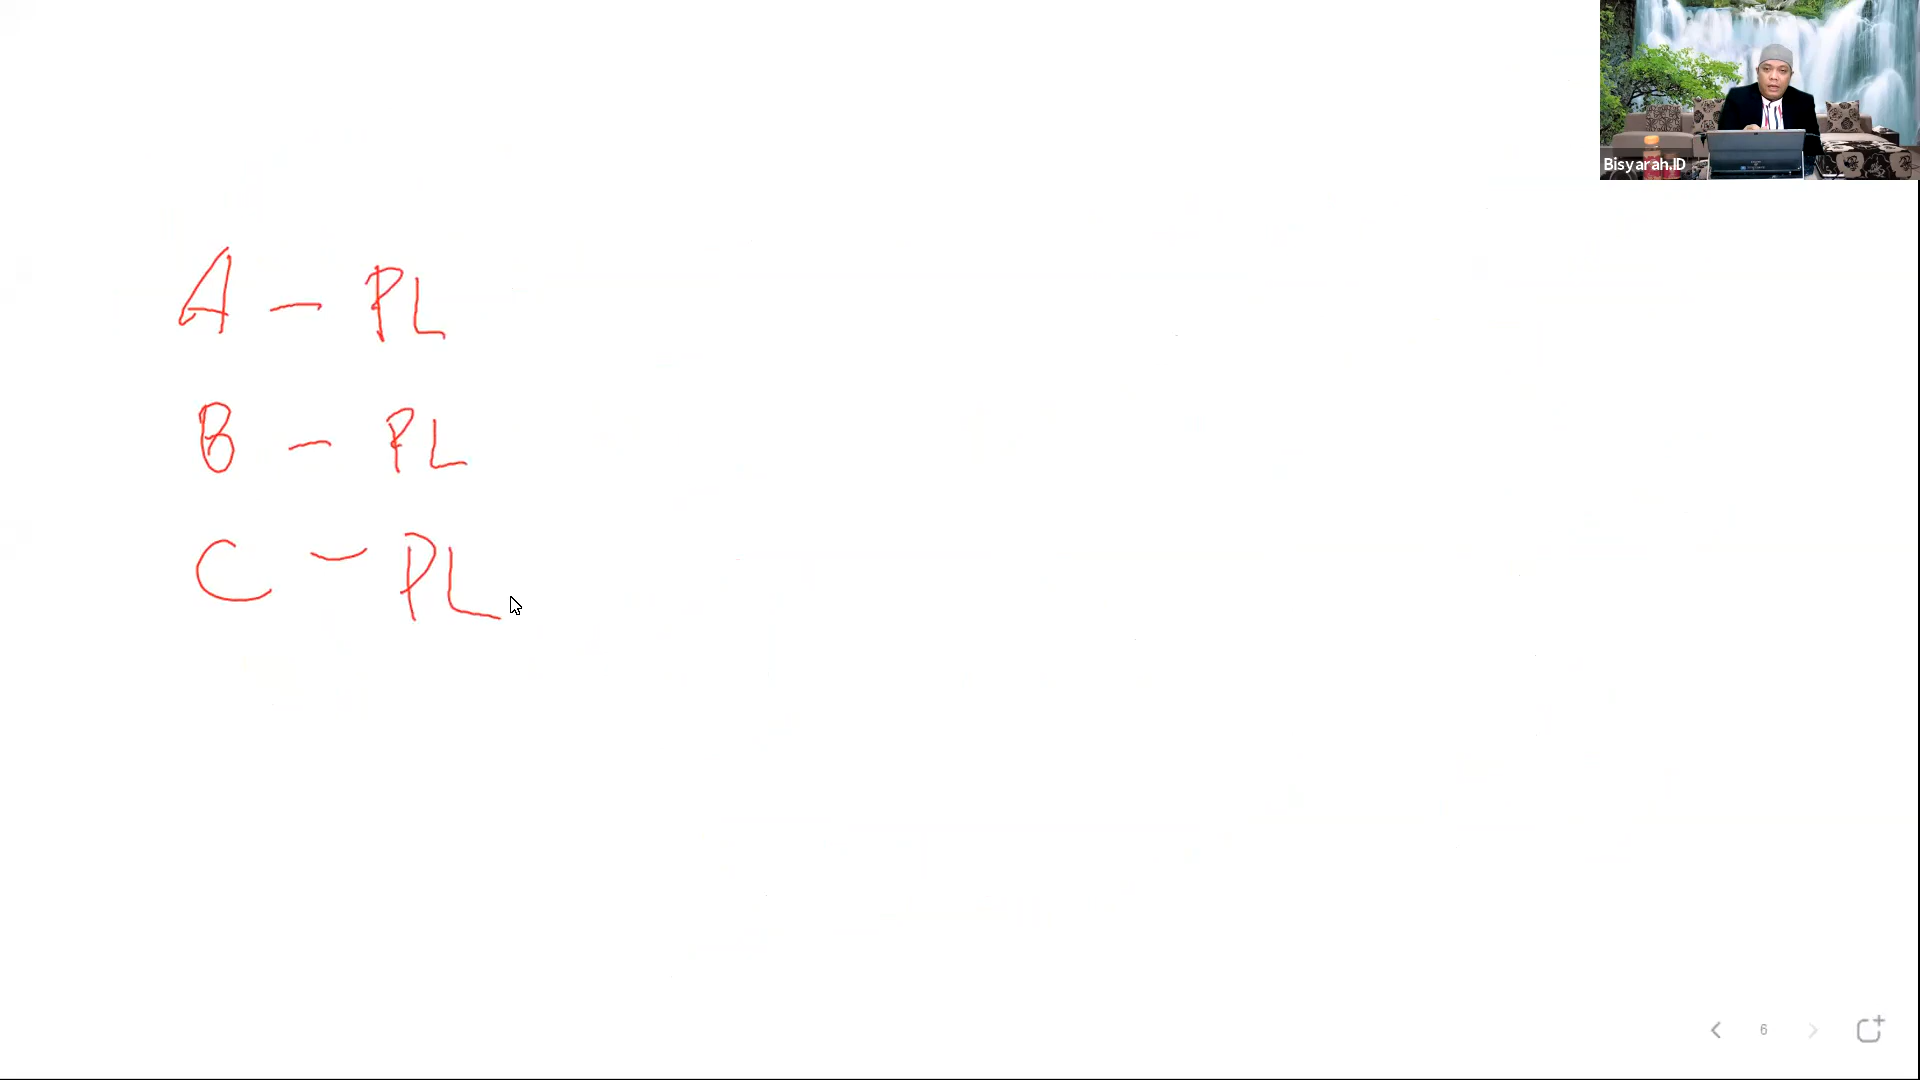 Bisyarah.ID
A – PL
B – PL
C – PL
6